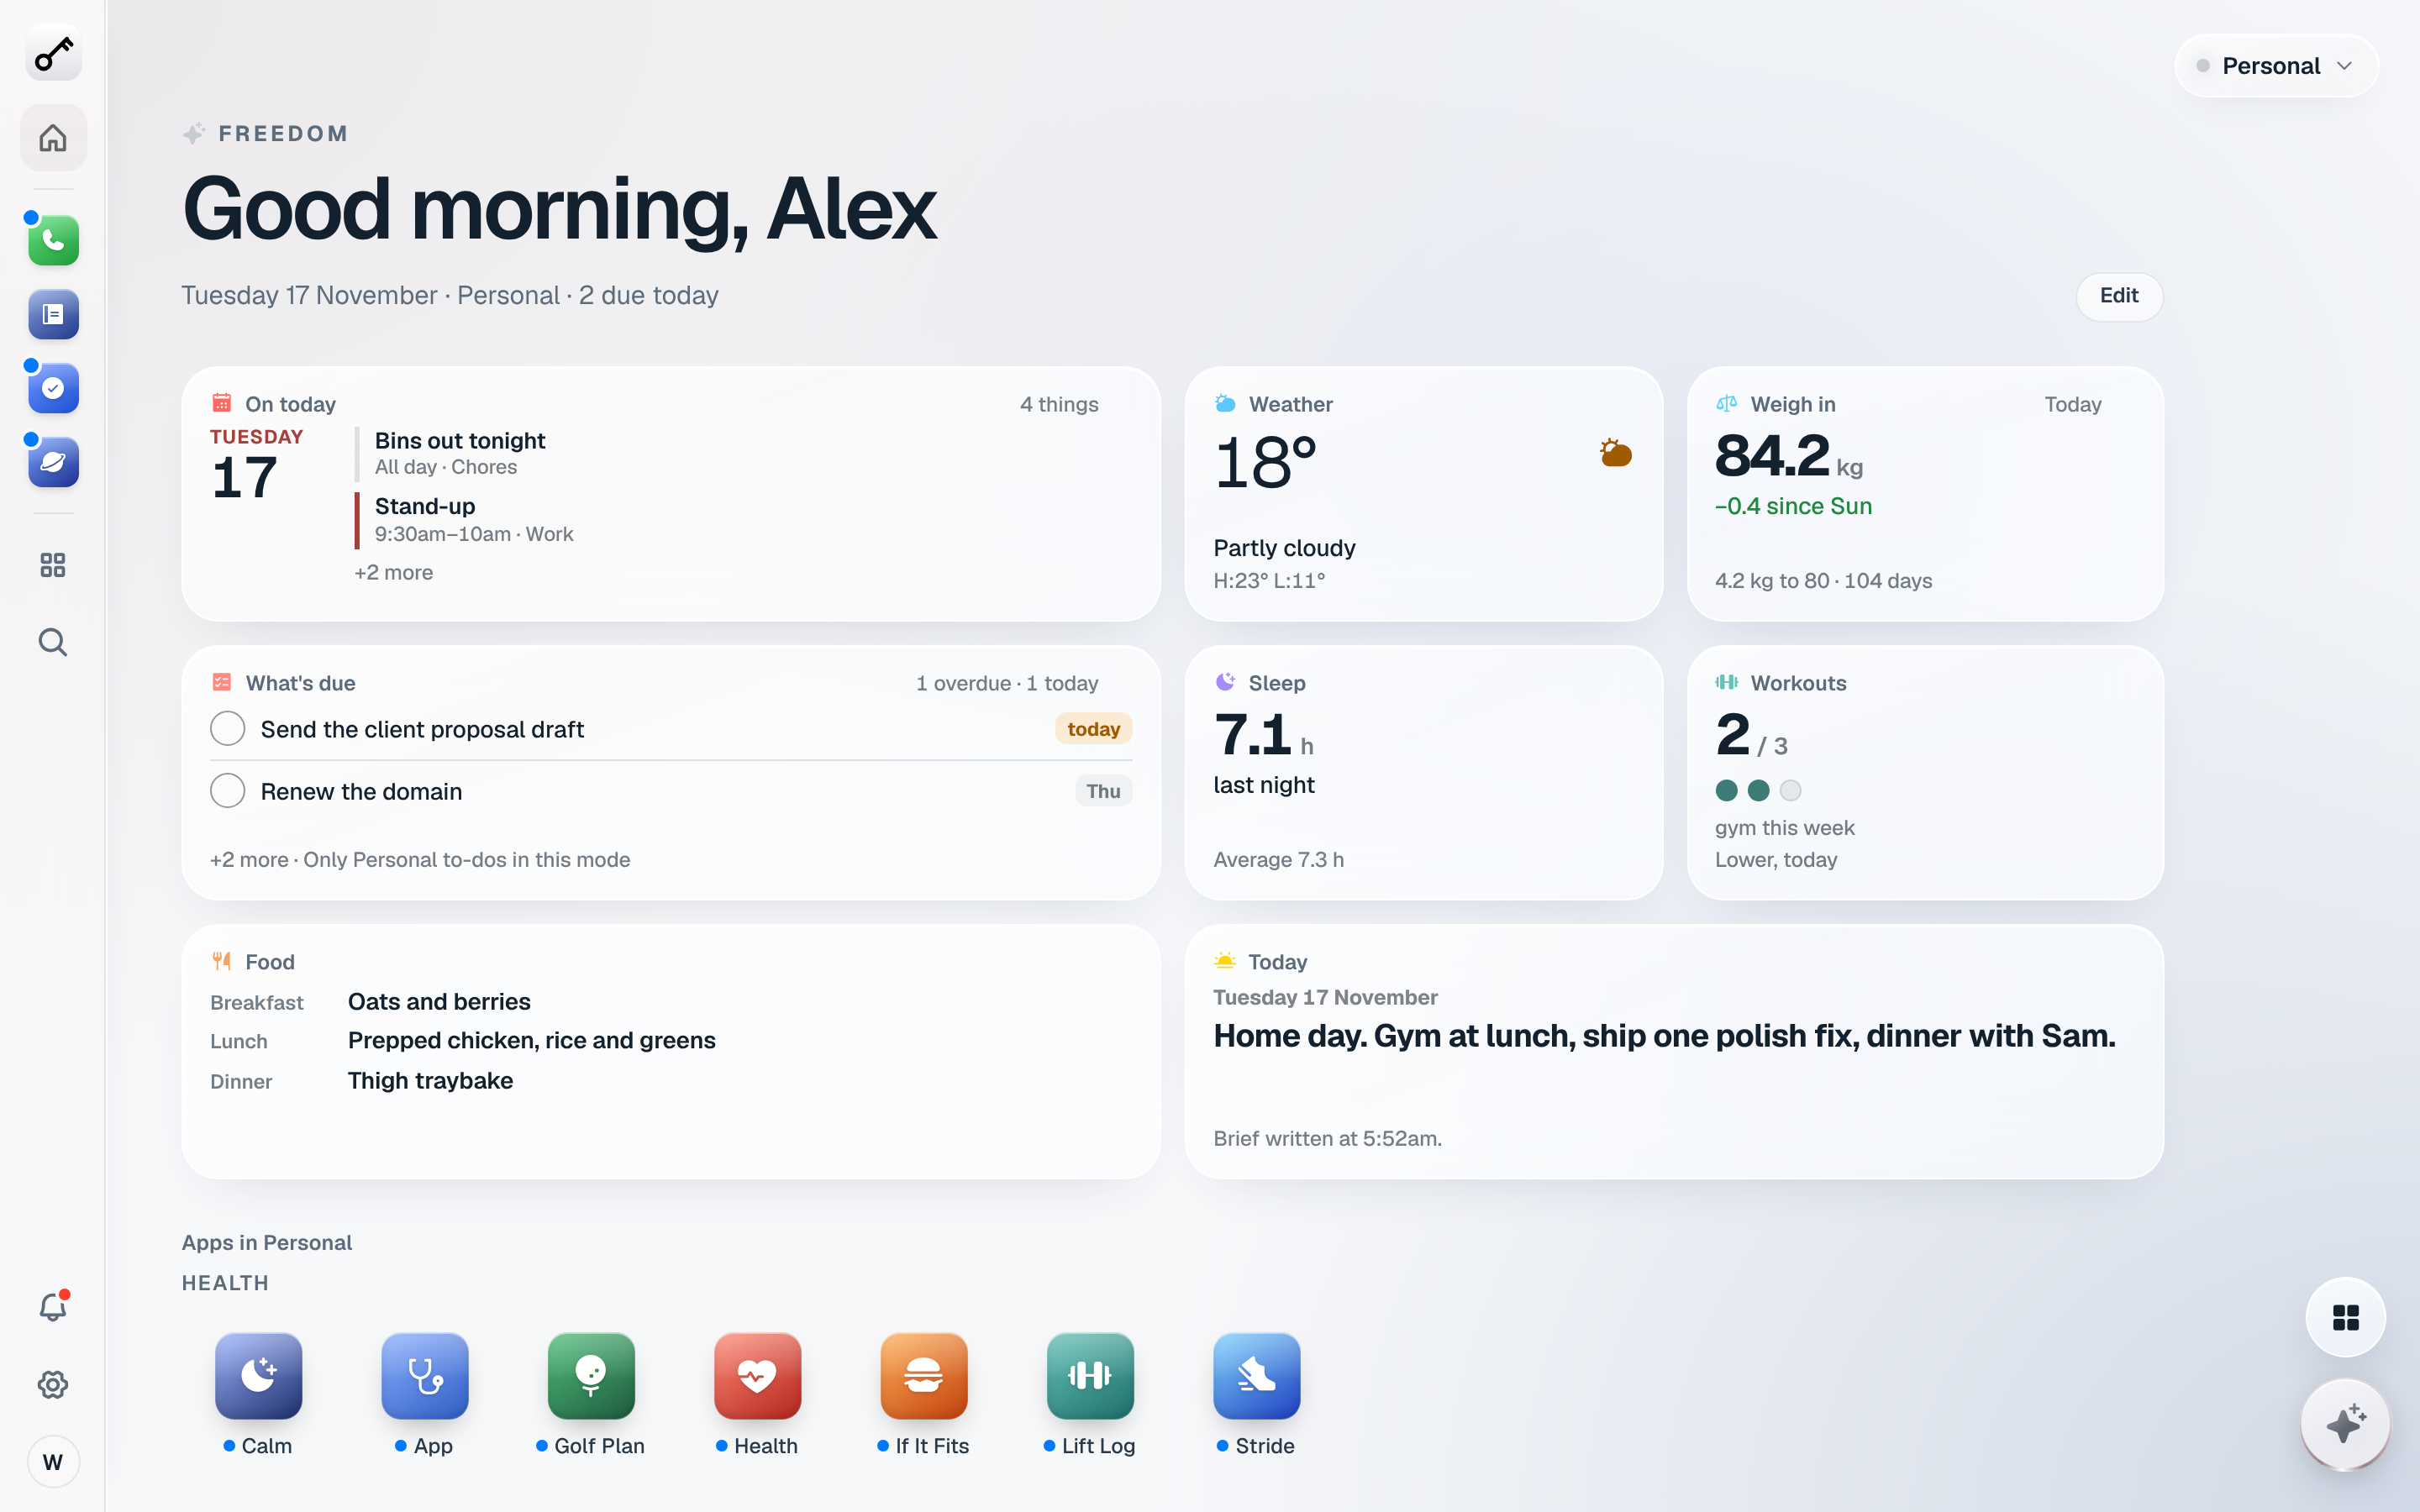 Personal
FREEDOM
Good morning, Alex
Tuesday 17 November · Personal · 2 due today
Edit
On today
4 things
TUESDAY
17
Bins out tonight
All day · Chores
Stand-up
9:30am–10am · Work
+2 more
Weather
18°
Partly cloudy
H:23° L:11°
Weigh in
Today
84.2 kg
−0.4 since Sun
4.2 kg to 80 · 104 days
What's due
1 overdue · 1 today
Send the client proposal draft
today
Renew the domain
Thu
+2 more · Only Personal to-dos in this mode
Sleep
7.1 h
last night
Average 7.3 h
Workouts
2 / 3
gym this week
Lower, today
Food
Breakfast
Oats and berries
Lunch
Prepped chicken, rice and greens
Dinner
Thigh traybake
Today
Tuesday 17 November
Home day. Gym at lunch, ship one polish fix, dinner with Sam.
Brief written at 5:52am.
Apps in Personal
HEALTH
Calm
App
Golf Plan
Health
If It Fits
Lift Log
Stride
W